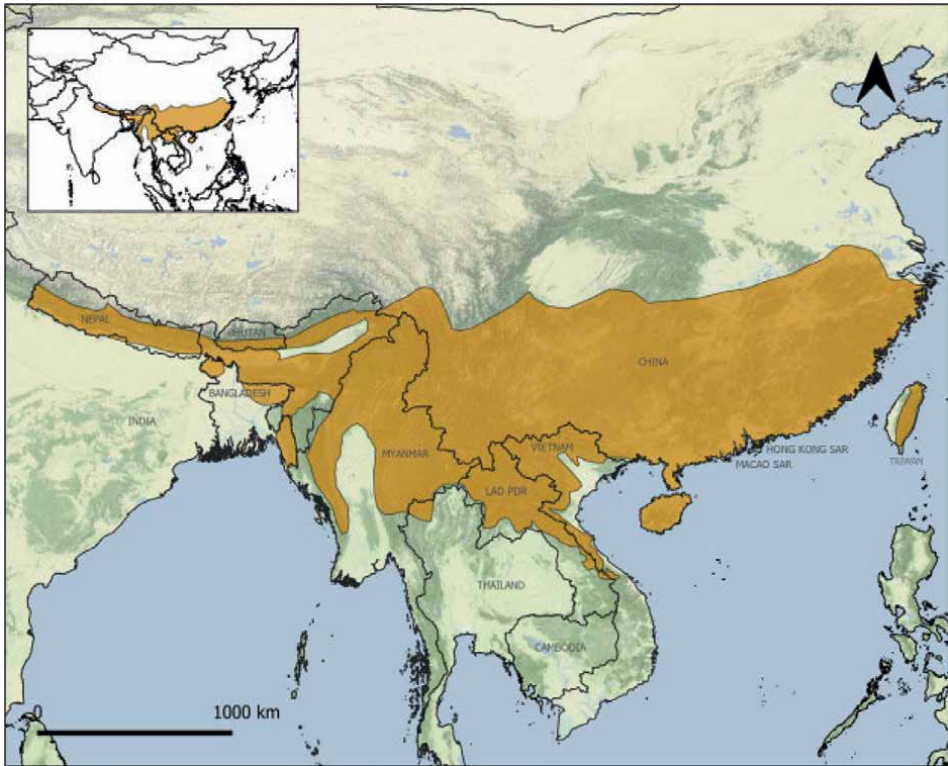 NEPAL
BHUTAN
CHINA
BANGLADESH
INDIA
VIETNAM
MYANMAR
HONG KONG SAR
MACAO SAR
TAIWAN
LAO PDR
THAILAND
CAMBODIA
0 1000 km